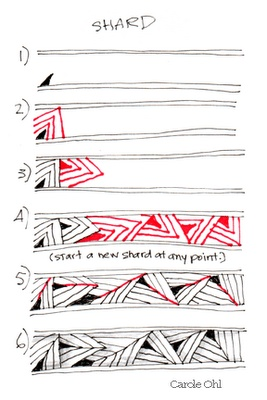 SHARD
1)
2)
3)
4)
(start a new shard at any point.)
5)
6)
Carole Ohl